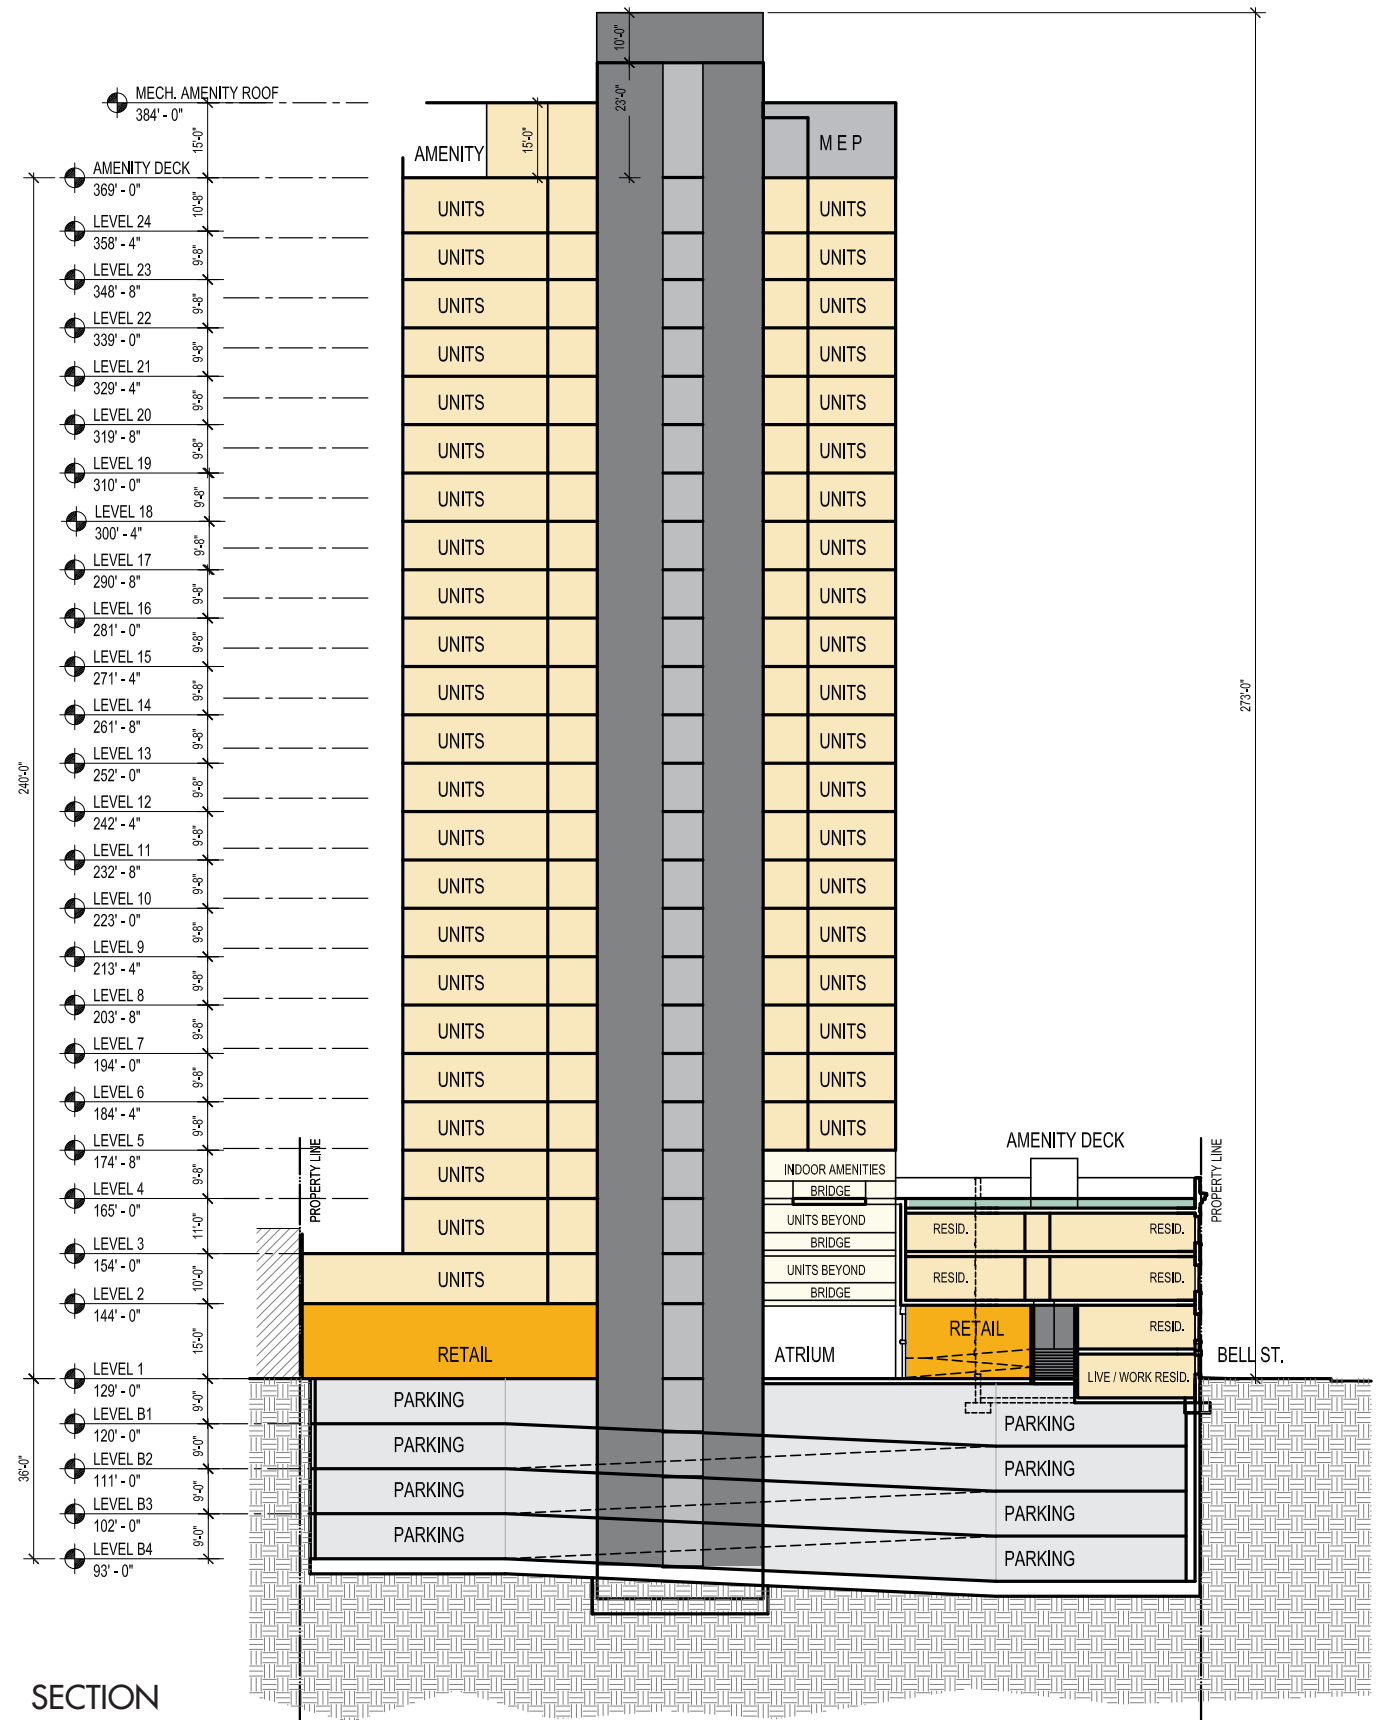 10'-0"
23'-0"
MECH. AMENITY ROOF
384' - 0"
15'-0"
15'-0"
AMENITY
MEP
AMENITY DECK
369' - 0"
10'-8"
UNITS
UNITS
LEVEL 24
358' - 4"
9'-8"
UNITS
UNITS
LEVEL 23
348' - 8"
9'-8"
UNITS
UNITS
LEVEL 22
339' - 0"
9'-8"
UNITS
UNITS
LEVEL 21
329' - 4"
9'-8"
UNITS
UNITS
LEVEL 20
319' - 8"
9'-8"
UNITS
UNITS
LEVEL 19
310' - 0"
9'-8"
UNITS
UNITS
LEVEL 18
300' - 4"
9'-8"
UNITS
UNITS
LEVEL 17
290' - 8"
9'-8"
UNITS
UNITS
LEVEL 16
281' - 0"
9'-8"
UNITS
UNITS
LEVEL 15
271' - 4"
9'-8"
UNITS
UNITS
273'-0"
LEVEL 14
261' - 8"
9'-8"
UNITS
UNITS
LEVEL 13
252' - 0"
9'-8"
UNITS
UNITS
240'-0"
LEVEL 12
242' - 4"
9'-8"
UNITS
UNITS
LEVEL 11
232' - 8"
9'-8"
UNITS
UNITS
LEVEL 10
223' - 0"
9'-8"
UNITS
UNITS
LEVEL 9
213' - 4"
9'-8"
UNITS
UNITS
LEVEL 8
203' - 8"
9'-8"
UNITS
UNITS
LEVEL 7
194' - 0"
9'-8"
UNITS
UNITS
LEVEL 6
184' - 4"
9'-8"
UNITS
UNITS
LEVEL 5
174' - 8"
9'-8"
UNITS
INDOOR AMENITIES
BRIDGE
AMENITY DECK
PROPERTY LINE
PROPERTY LINE
LEVEL 4
165' - 0"
11'-0"
UNITS
UNITS BEYOND
BRIDGE
RESID.
RESID.
LEVEL 3
154' - 0"
10'-0"
UNITS
UNITS BEYOND
BRIDGE
RESID.
RESID.
LEVEL 2
144' - 0"
15'-0"
RETAIL
ATRIUM
RETAIL
RESID.
LIVE / WORK RESID.
BELL ST.
LEVEL 1
129' - 0"
9'-0"
PARKING
PARKING
LEVEL B1
120' - 0"
9'-0"
PARKING
PARKING
36'-0"
LEVEL B2
111' - 0"
9'-0"
PARKING
PARKING
LEVEL B3
102' - 0"
9'-0"
PARKING
PARKING
LEVEL B4
93' - 0"
SECTION